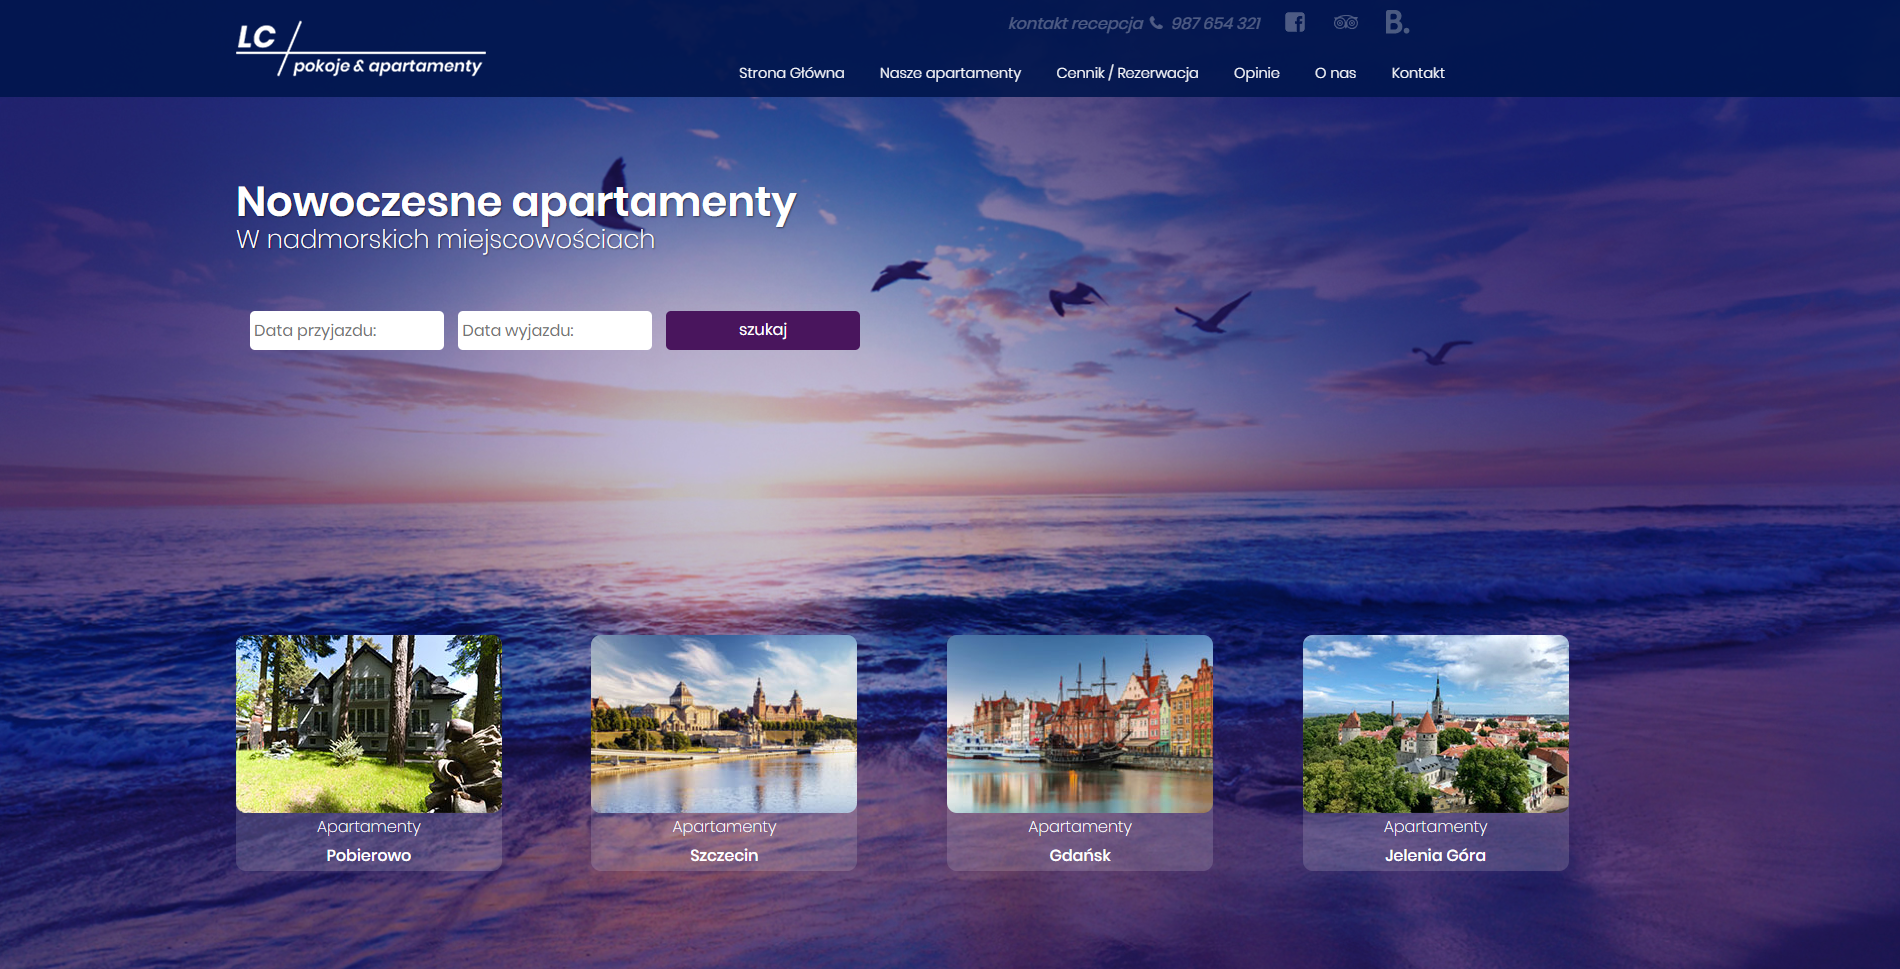 LC
pokoje & apartamenty
kontakt recepcja 987 654 321
B.
Strona Główna Nasze apartamenty Cennik / Rezerwacja Opinie O nas Kontakt
Nowoczesne apartamenty
W nadmorskich miejscowościach
Data przyjazdu: Data wyjazdu: szukaj
Apartamenty
Pobierowo
Apartamenty
Szczecin
Apartamenty
Gdańsk
Apartamenty
Jelenia Góra